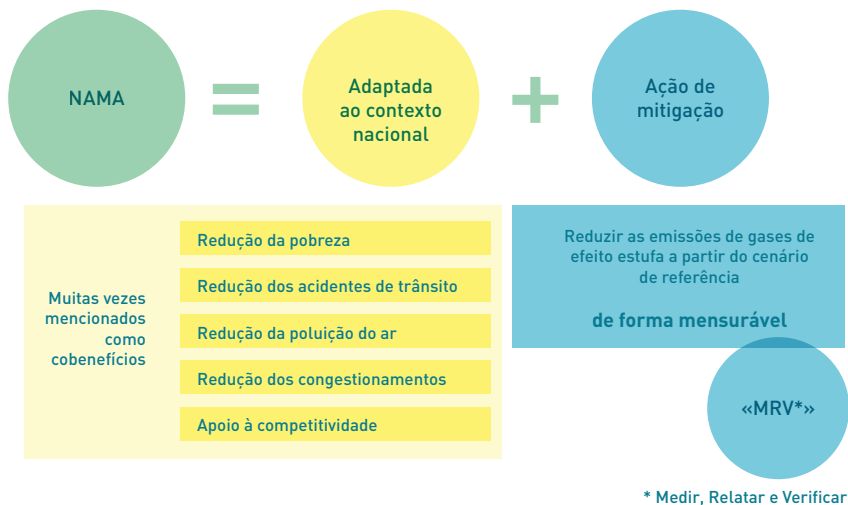 NAMA
=
Adaptada
ao contexto
nacional
+
Ação de
mitigação
Muitas vezes
mencionados
como
cobenefícios
Redução da pobreza
Redução dos acidentes de trânsito
Redução da poluição do ar
Redução dos congestionamentos
Apoio à competitividade
Reduzir as emissões de gases de
efeito estufa a partir do cenário
de referência
de forma mensurável
«MRV*»
* Medir, Relatar e Verificar